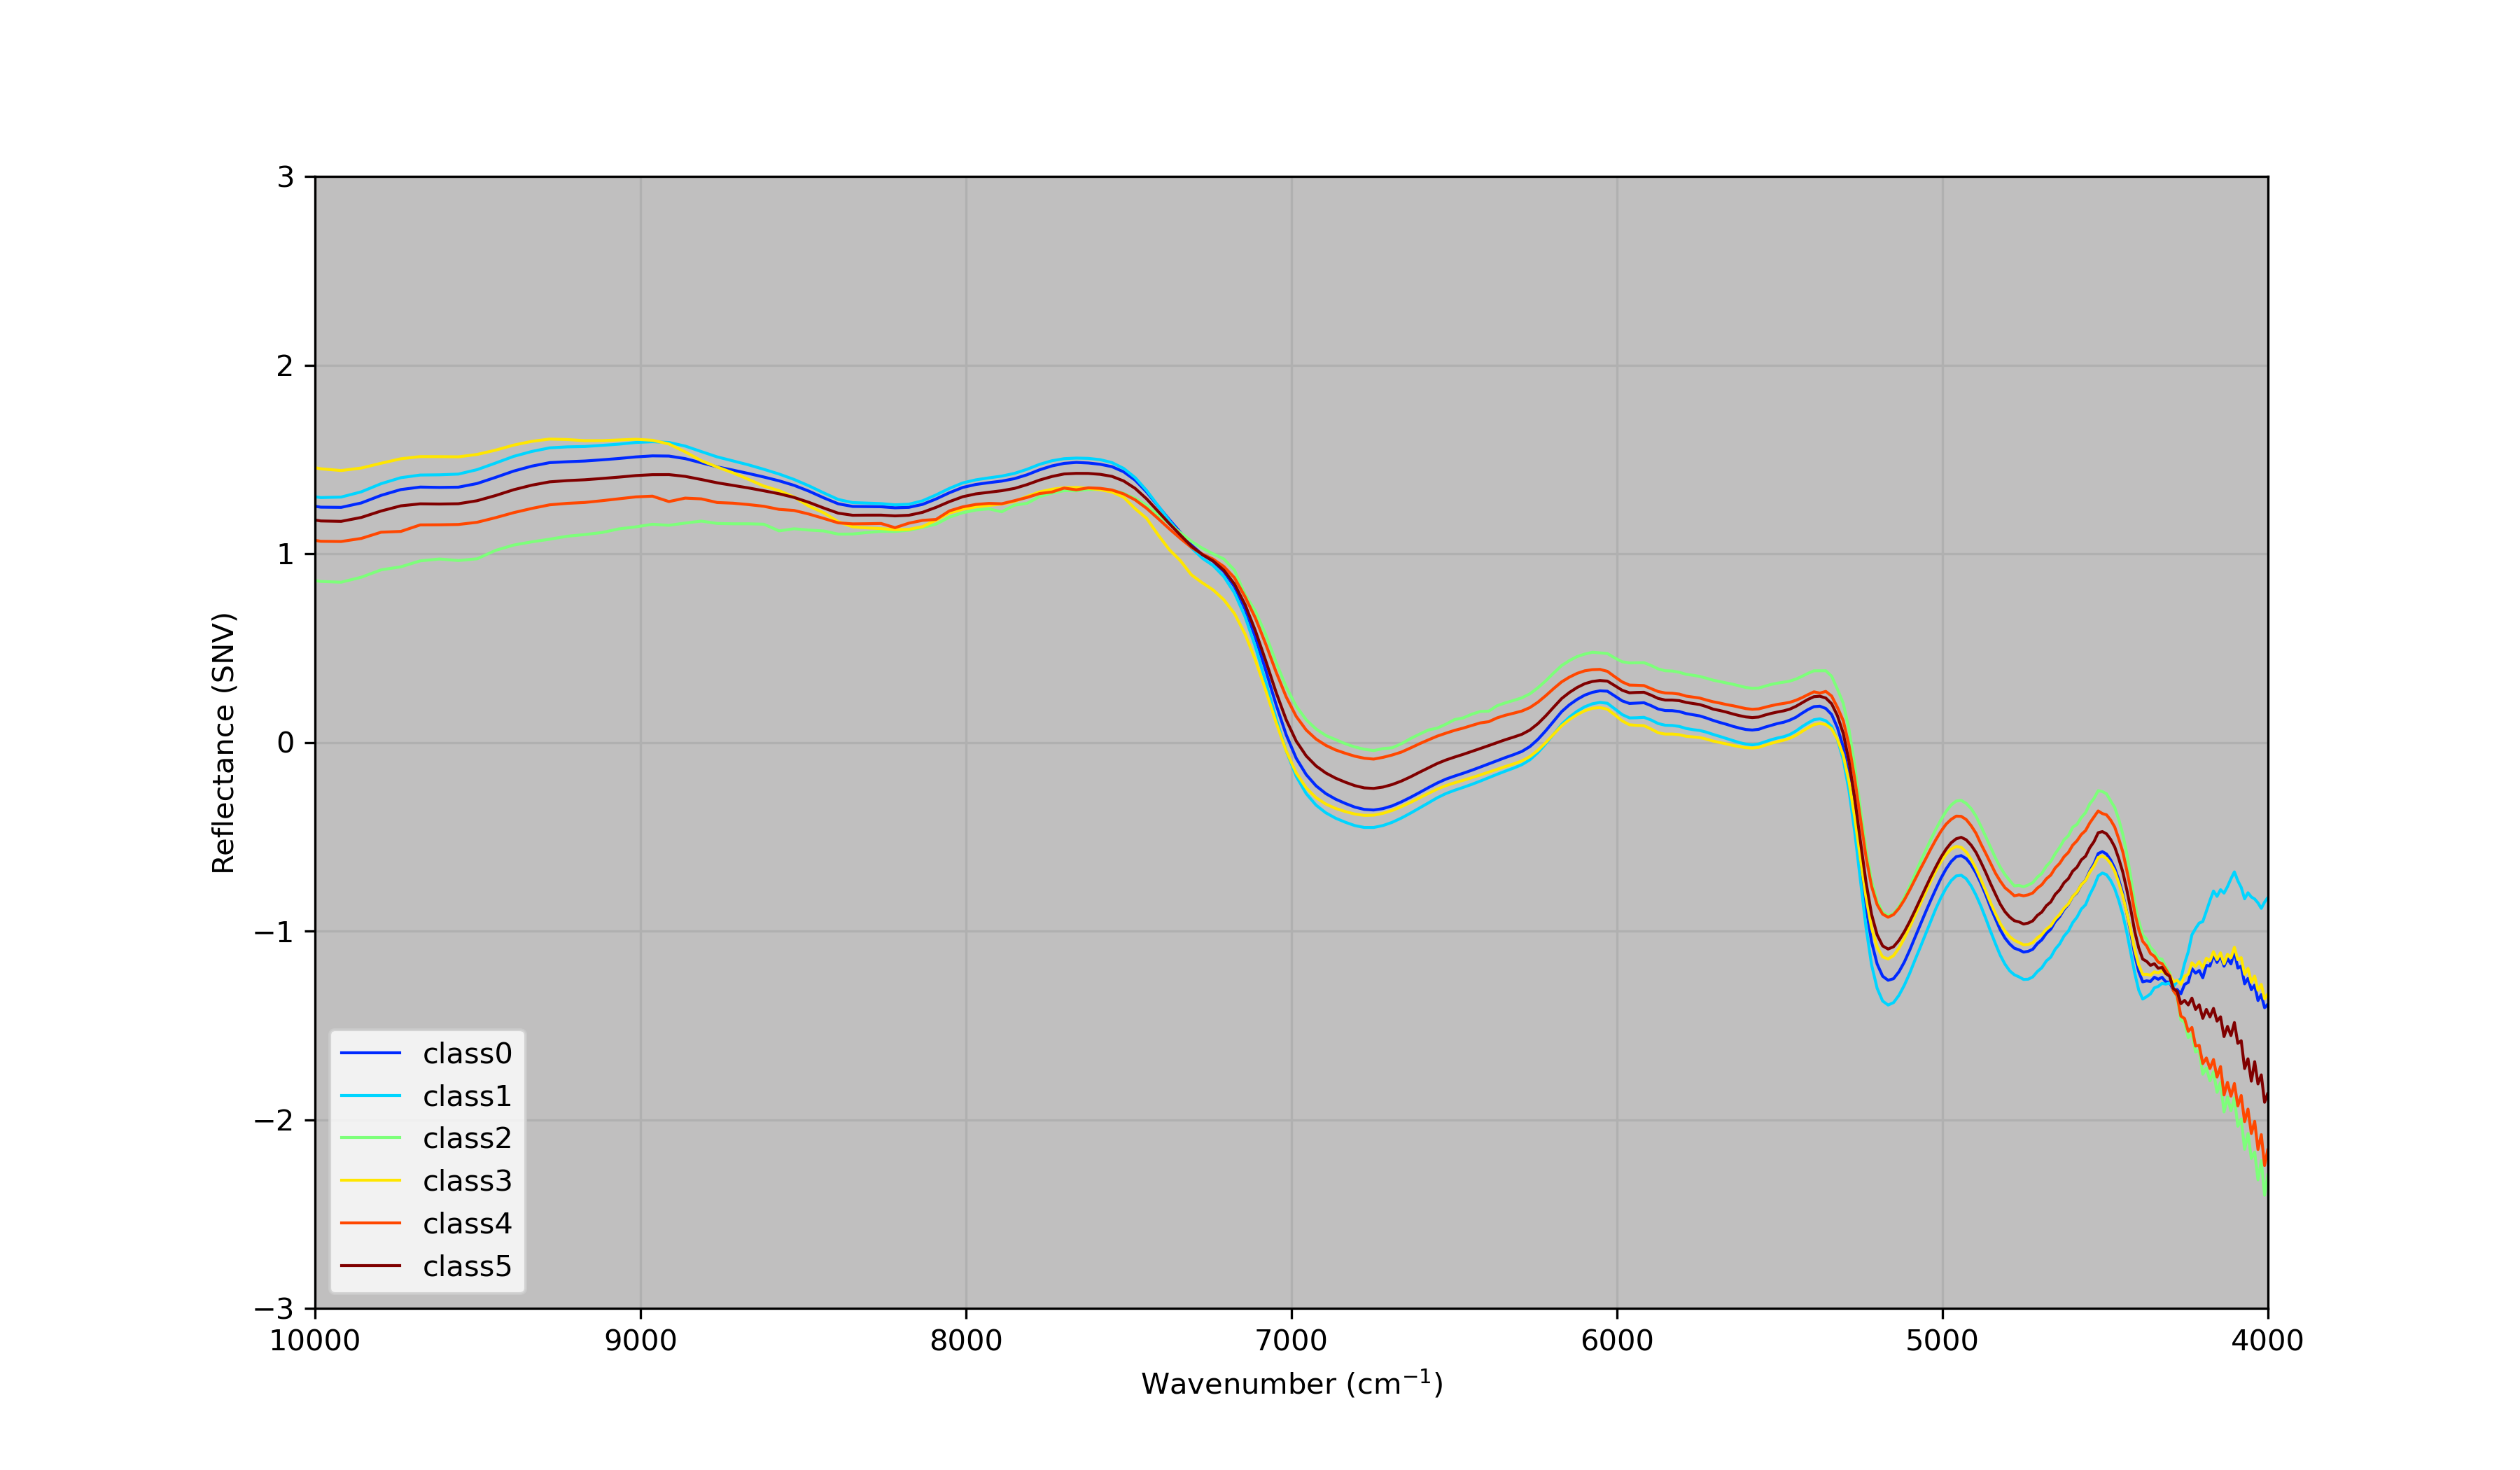 3
2
1
0
−1
−2
−3
Reflectance (SNV)
class0
class1
class2
class3
class4
class5
10000 9000 8000 7000 6000 5000 4000
Wavenumber (cm⁻¹)